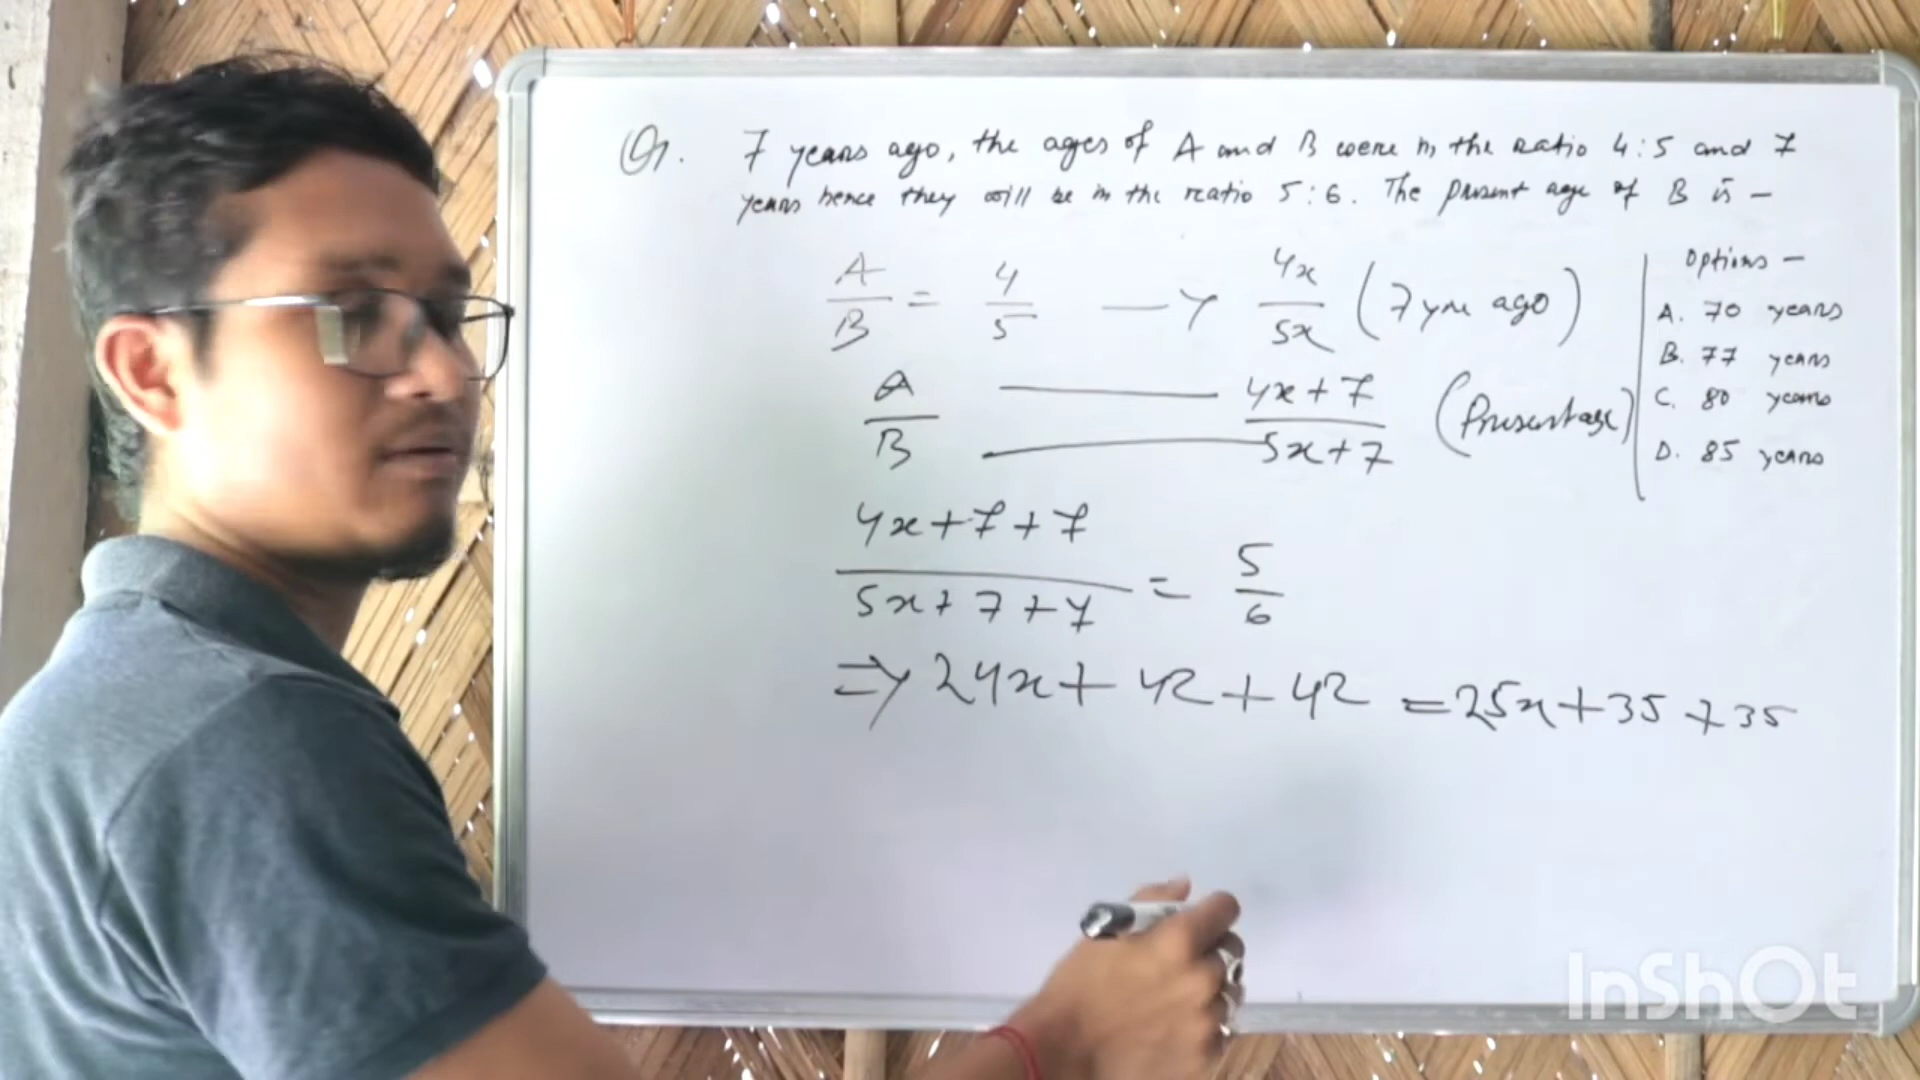 Qn. 7 years ago, the ages of A and B were in the ratio 4:5 and 7
years hence they will be in the ratio 5:6. The present age of B is –
A/B = 4/5 —> 4x/5x (7 yrs ago)
A/B —— 4x+7/5x+7 (Present age)
Options –
A. 70 years
B. 77 years
C. 80 years
D. 85 years
4x+7+7/5x+7+7 = 5/6
=> 24x+42+42 = 25x+35+35
InShOt